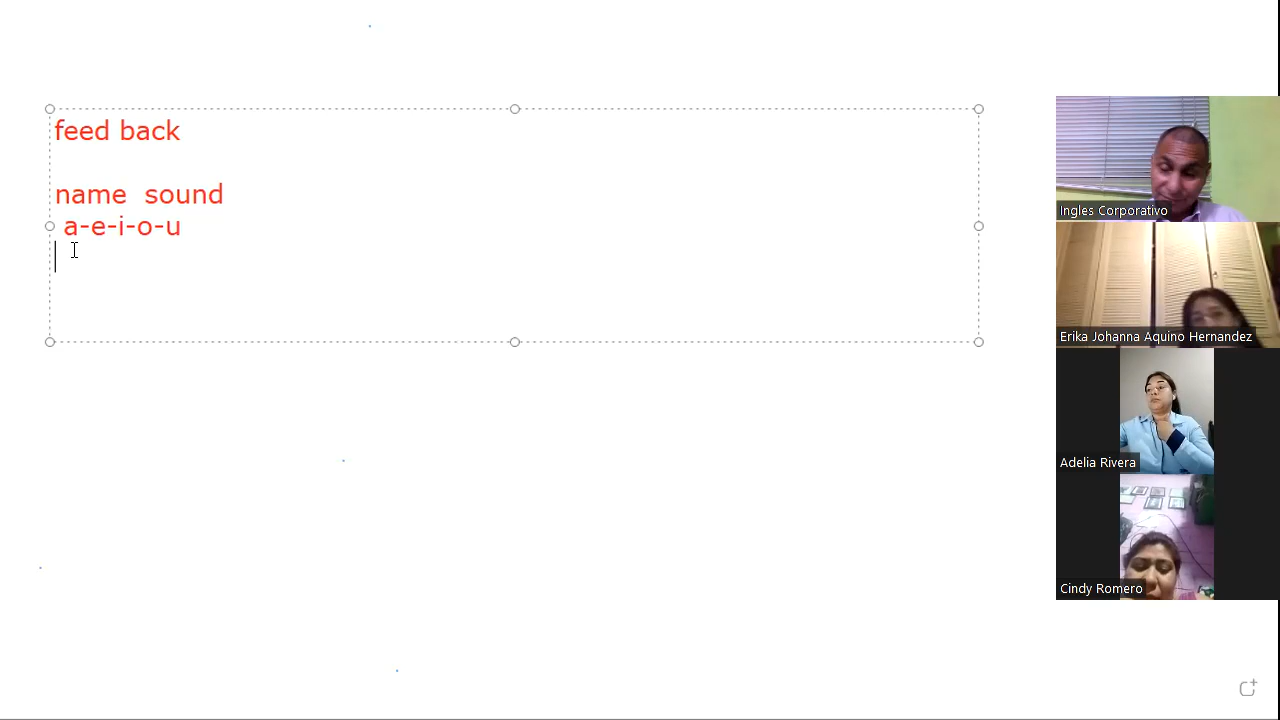 feed back
name sound
a-e-i-o-u
Ingles Corporativo
Erika Johanna Aquino Hernandez
Adelia Rivera
Cindy Romero